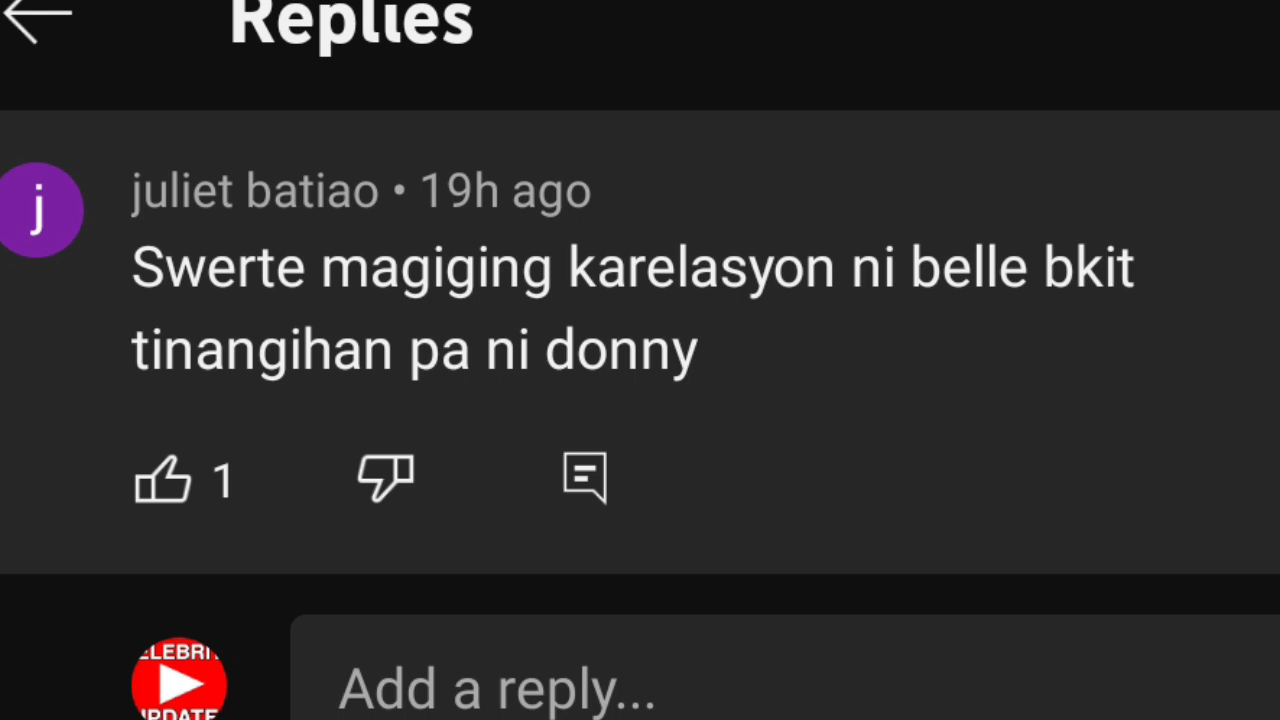 Replies
j
juliet batiao • 19h ago
Swerte magiging karelasyon ni belle bkit
tinangihan pa ni donny
1
Add a reply...